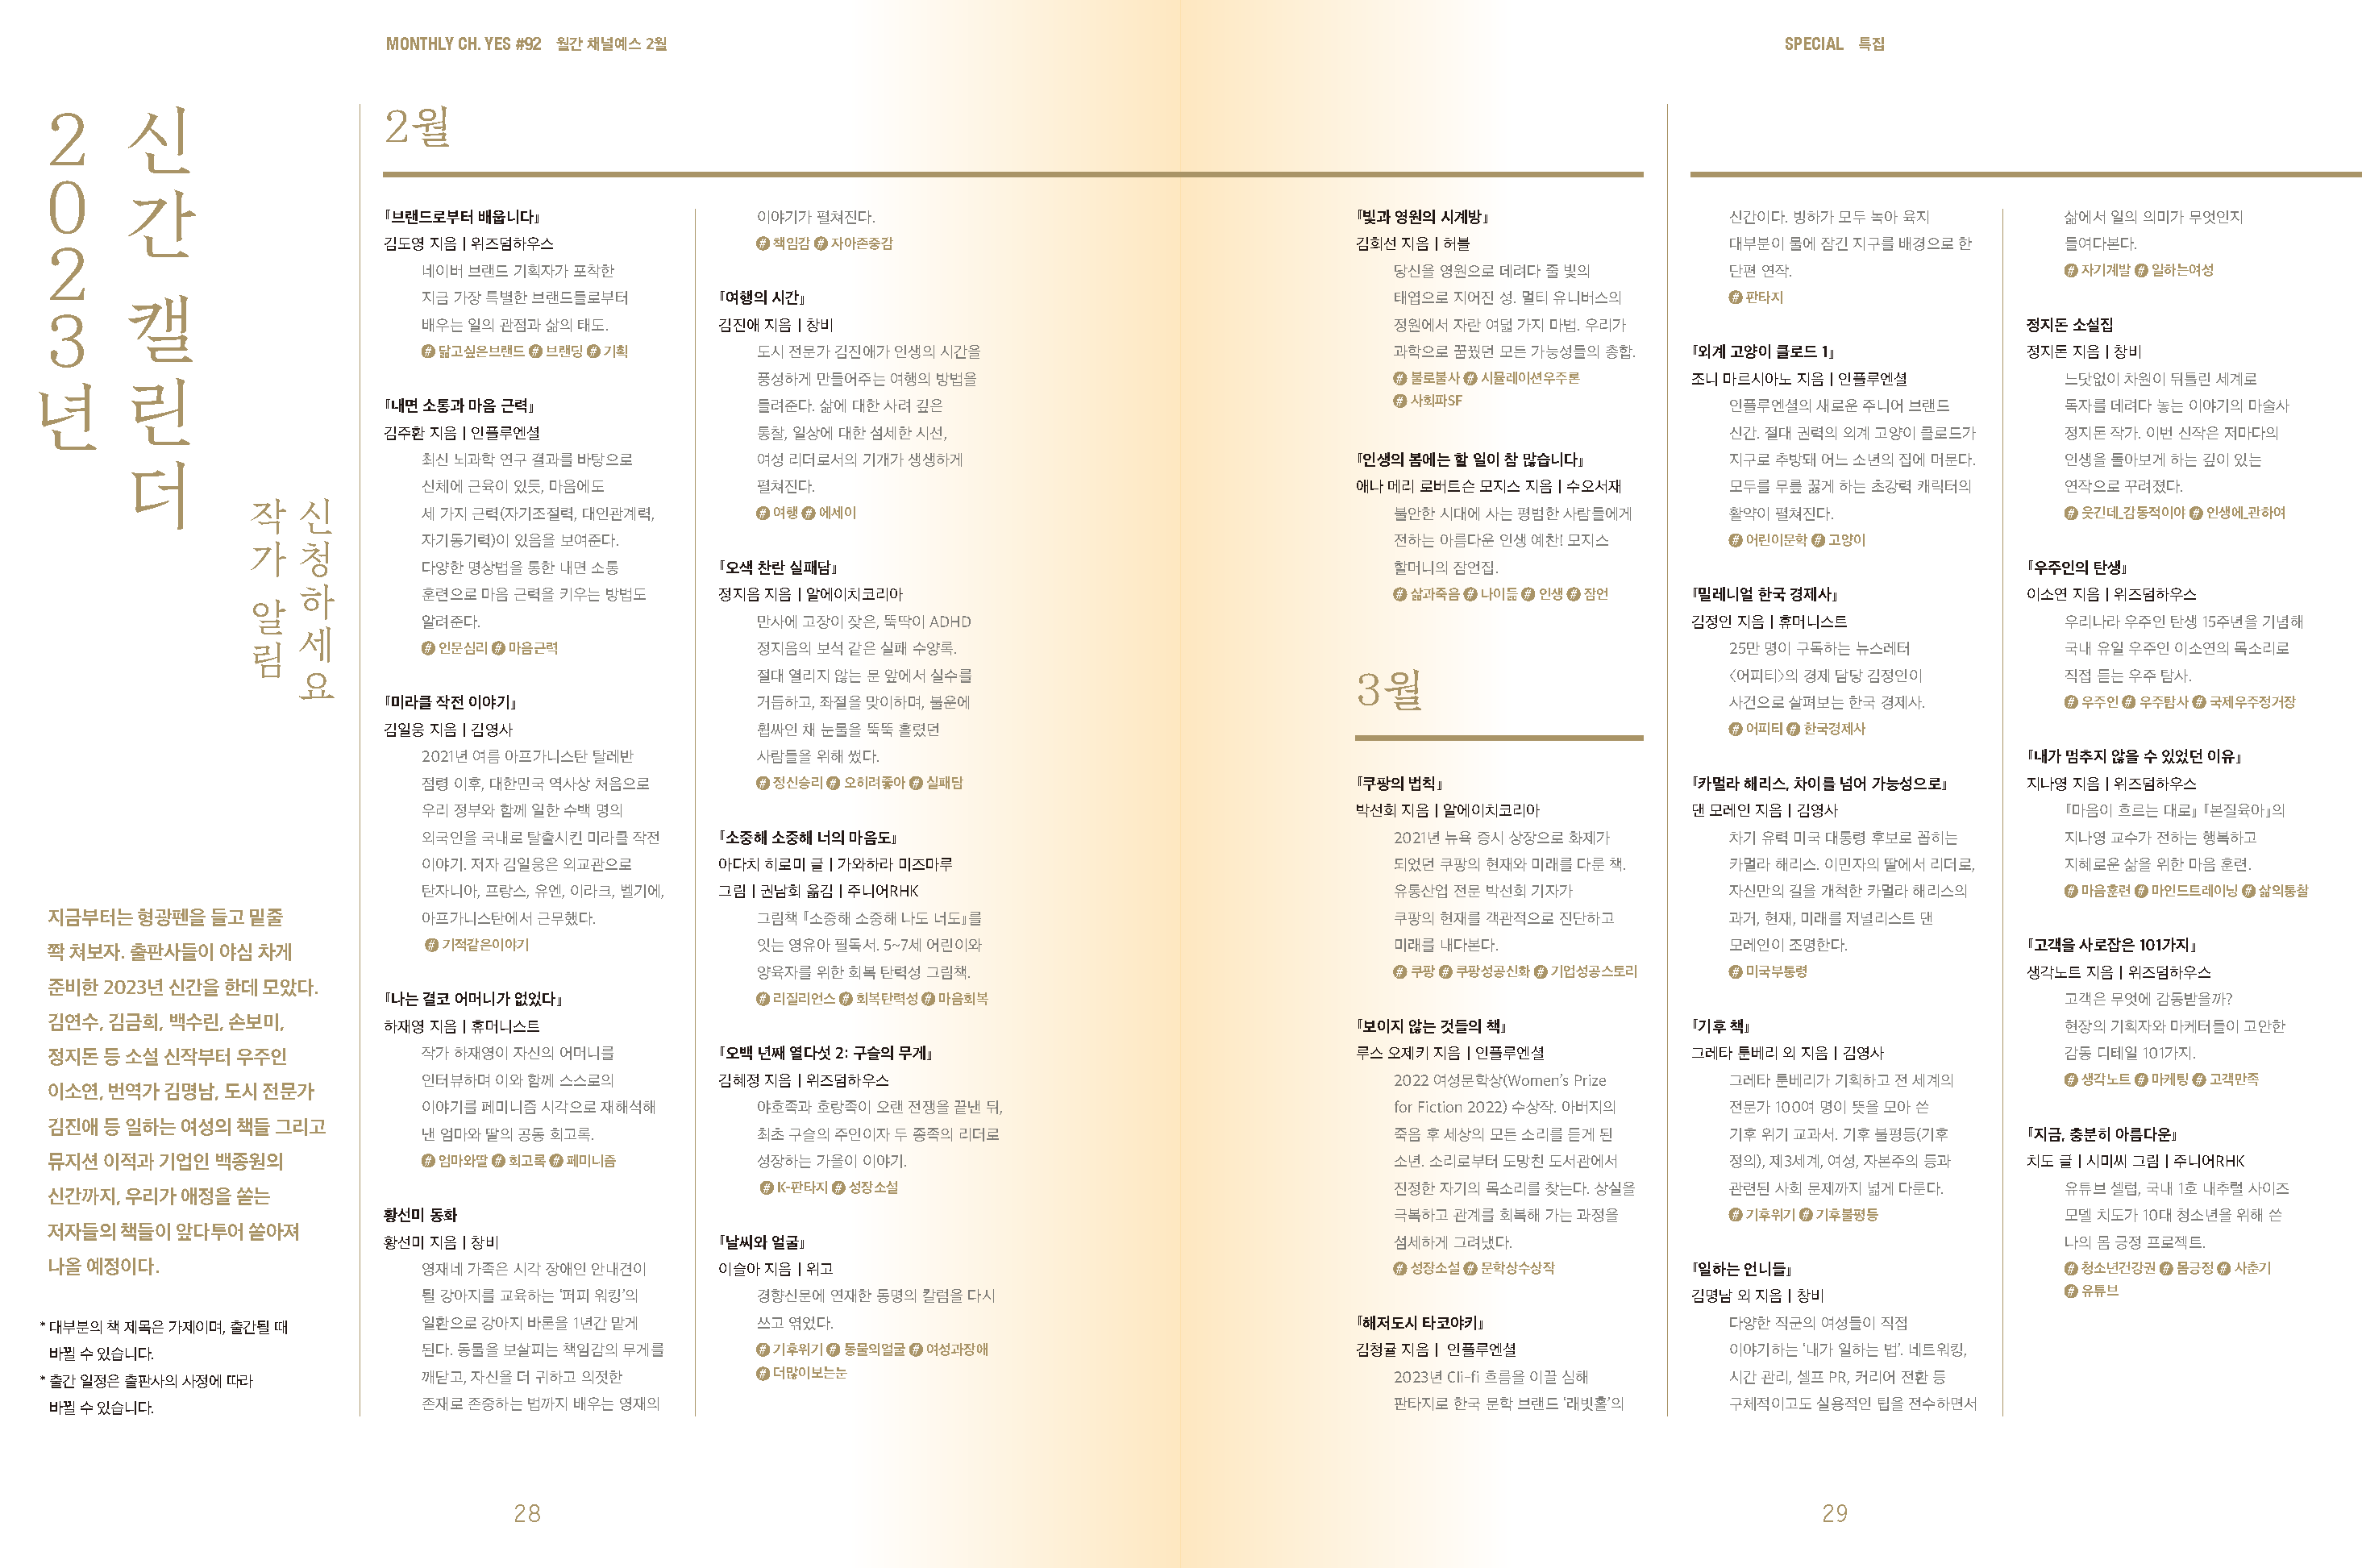 MONTHLY CH. YES #92 월간 채널예스 2월
SPECIAL 특집
2023년
신간 캘린더
신청하세요
작가 알림
지금부터는 형광펜을 들고 밑줄
쫙 쳐보자. 출판사들이 야심 차게
준비한 2023년 신간을 한데 모았다.
김연수, 김금희, 백수린, 손보미,
정지돈 등 소설 신작부터 우주인
이소연, 번역가 김명남, 도시 전문가
김진애 등 일하는 여성의 책들 그리고
뮤지션 이적과 기업인 백종원의
신간까지, 우리가 애정을 쏟는
저자들의 책들이 앞다투어 쏟아져
나올 예정이다.
* 대부분의 책 제목은 가제이며, 출간될 때
바뀔 수 있습니다.
* 출간 일정은 출판사의 사정에 따라
바뀔 수 있습니다.
2월
『브랜드로부터 배웁니다』
김도영 지음 | 위즈덤하우스
네이버 브랜드 기획자가 포착한
지금 가장 특별한 브랜드들로부터
배우는 일의 관점과 삶의 태도.
# 닮고싶은브랜드 # 브랜딩 # 기획
『내면 소통과 마음 근력』
김주환 지음 | 인플루엔셜
최신 뇌과학 연구 결과를 바탕으로
신체에 근육이 있듯, 마음에도
세 가지 근력(자기조절력, 대인관계력,
자기동기력)이 있음을 보여준다.
다양한 명상법을 통한 내면 소통
훈련으로 마음 근력을 키우는 방법도
알려준다.
# 인문심리 # 마음근력
『미라클 작전 이야기』
김일응 지음 | 김영사
2021년 여름 아프가니스탄 탈레반
점령 이후, 대한민국 역사상 처음으로
우리 정부와 함께 일한 수백 명의
외국인을 국내로 탈출시킨 미라클 작전
이야기. 저자 김일응은 외교관으로
탄자니아, 프랑스, 유엔, 이라크, 벨기에,
아프가니스탄에서 근무했다.
# 기적같은이야기
『나는 결코 어머니가 없었다』
하재영 지음 | 휴머니스트
작가 하재영이 자신의 어머니를
인터뷰하며 이와 함께 스스로의
이야기를 페미니즘 시각으로 재해석해
낸 엄마와 딸의 공동 회고록.
# 엄마와딸 # 회고록 # 페미니즘
황선미 동화
황선미 지음 | 창비
영재네 가족은 시각 장애인 안내견이
될 강아지를 교육하는 ‘퍼피 워킹’의
일환으로 강아지 바론을 1년간 맡게
된다. 동물을 보살피는 책임감의 무게를
깨닫고, 자신을 더 귀하고 의젓한
존재로 존중하는 법까지 배우는 영재의
이야기가 펼쳐진다.
# 책임감 # 자아존중감
『여행의 시간』
김진애 지음 | 창비
도시 전문가 김진애가 인생의 시간을
풍성하게 만들어주는 여행의 방법을
들려준다. 삶에 대한 사려 깊은
통찰, 일상에 대한 섬세한 시선,
여성 리더로서의 기개가 생생하게
펼쳐진다.
# 여행 # 에세이
『오색 찬란 실패담』
정지음 지음 | 알에이치코리아
만사에 고장이 잦은, 뚝딱이 ADHD
정지음의 보석 같은 실패 수양록.
절대 열리지 않는 문 앞에서 실수를
거듭하고, 좌절을 맞이하며, 불운에
휩싸인 채 눈물을 뚝뚝 흘렸던
사람들을 위해 썼다.
# 정신승리 # 오히려좋아 # 실패담
『소중해 소중해 너의 마음도』
아다치 히로미 글 | 가와하라 미즈마루
그림 | 권남희 옮김 | 주니어RHK
그림책 『소중해 소중해 나도 너도』를
잇는 영유아 필독서. 5~7세 어린이와
양육자를 위한 회복 탄력성 그림책.
# 리질리언스 # 회복탄력성 # 마음회복
『오백 년째 열다섯 2: 구슬의 무게』
김혜정 지음 | 위즈덤하우스
야호족과 호랑족이 오랜 전쟁을 끝낸 뒤,
최초 구슬의 주인이자 두 종족의 리더로
성장하는 가을이 이야기.
# K-판타지 # 성장소설
『날씨와 얼굴』
이슬아 지음 | 위고
경향신문에 연재한 동명의 칼럼을 다시
쓰고 엮었다.
# 기후위기 # 동물의얼굴 # 여성과장애
# 더많이보는눈
『빛과 영원의 시계방』
김희선 지음 | 허블
당신을 영원으로 데려다 줄 빛의
태엽으로 지어진 성. 멀티 유니버스의
정원에서 자란 여덟 가지 마법. 우리가
과학으로 꿈꿨던 모든 가능성들의 총합.
# 불로불사 # 시뮬레이션우주론
# 사회파SF
『인생의 봄에는 할 일이 참 많습니다』
애나 메리 로버트슨 모지스 지음 | 수오서재
불안한 시대에 사는 평범한 사람들에게
전하는 아름다운 인생 예찬! 모지스
할머니의 잠언집.
# 삶과죽음 # 나이듦 # 인생 # 잠언
3월
『쿠팡의 법칙』
박선희 지음 | 알에이치코리아
2021년 뉴욕 증시 상장으로 화제가
되었던 쿠팡의 현재와 미래를 다룬 책.
유통산업 전문 박선희 기자가
쿠팡의 현재를 객관적으로 진단하고
미래를 내다본다.
# 쿠팡 # 쿠팡성공신화 # 기업성공스토리
『보이지 않는 것들의 책』
루스 오제키 지음 | 인플루엔셜
2022 여성문학상(Women’s Prize
for Fiction 2022) 수상작. 아버지의
죽음 후 세상의 모든 소리를 듣게 된
소년. 소리로부터 도망친 도서관에서
진정한 자기의 목소리를 찾는다. 상실을
극복하고 관계를 회복해 가는 과정을
섬세하게 그려냈다.
# 성장소설 # 문학상수상작
『해저도시 타코야키』
김청귤 지음 | 인플루엔셜
2023년 Cli-fi 흐름을 이끌 심해
판타지로 한국 문학 브랜드 ‘래빗홀’의
신간이다. 빙하가 모두 녹아 육지
대부분이 물에 잠긴 지구를 배경으로 한
단편 연작.
# 판타지
『외계 고양이 클로드 1』
조니 마르시아노 지음 | 인플루엔셜
인플루엔셜의 새로운 주니어 브랜드
신간. 절대 권력의 외계 고양이 클로드가
지구로 추방돼 어느 소년의 집에 머문다.
모두를 무릎 꿇게 하는 초강력 캐릭터의
활약이 펼쳐진다.
# 어린이문학 # 고양이
『밀레니얼 한국 경제사』
김정인 지음 | 휴머니스트
25만 명이 구독하는 뉴스레터
〈어피티〉의 경제 담당 김정인이
사건으로 살펴보는 한국 경제사.
# 어피티 # 한국경제사
『카멀라 해리스, 차이를 넘어 가능성으로』
댄 모레인 지음 | 김영사
차기 유력 미국 대통령 후보로 꼽히는
카멀라 해리스. 이민자의 딸에서 리더로,
자신만의 길을 개척한 카멀라 해리스의
과거, 현재, 미래를 저널리스트 댄
모레인이 조명한다.
# 미국부통령
『기후 책』
그레타 툰베리 외 지음 | 김영사
그레타 툰베리가 기획하고 전 세계의
전문가 100여 명이 뜻을 모아 쓴
기후 위기 교과서. 기후 불평등(기후
정의), 제3세계, 여성, 자본주의 등과
관련된 사회 문제까지 넓게 다룬다.
# 기후위기 # 기후불평등
『일하는 언니들』
김명남 외 지음 | 창비
다양한 직군의 여성들이 직접
이야기하는 ‘내가 일하는 법’. 네트워킹,
시간 관리, 셀프 PR, 커리어 전환 등
구체적이고도 실용적인 팁을 전수하면서
삶에서 일의 의미가 무엇인지
들여다본다.
# 자기계발 # 일하는여성
정지돈 소설집
정지돈 지음 | 창비
느닷없이 차원이 뒤틀린 세계로
독자를 데려다 놓는 이야기의 마술사
정지돈 작가. 이번 신작은 저마다의
인생을 돌아보게 하는 깊이 있는
연작으로 꾸려졌다.
# 웃긴데_감동적이야 # 인생에_관하여
『우주인의 탄생』
이소연 지음 | 위즈덤하우스
우리나라 우주인 탄생 15주년을 기념해
국내 유일 우주인 이소연의 목소리로
직접 듣는 우주 탐사.
# 우주인 # 우주탐사 # 국제우주정거장
『내가 멈추지 않을 수 있었던 이유』
지나영 지음 | 위즈덤하우스
『마음이 흐르는 대로』 『본질육아』의
지나영 교수가 전하는 행복하고
지혜로운 삶을 위한 마음 훈련.
# 마음훈련 # 마인드트레이닝 # 삶의통찰
『고객을 사로잡은 101가지』
생각노트 지음 | 위즈덤하우스
고객은 무엇에 감동받을까?
현장의 기획자와 마케터들이 고안한
감동 디테일 101가지.
# 생각노트 # 마케팅 # 고객만족
『지금, 충분히 아름다운』
치도 글 | 시미씨 그림 | 주니어RHK
유튜브 셀럽, 국내 1호 내추럴 사이즈
모델 치도가 10대 청소년을 위해 쓴
나의 몸 긍정 프로젝트.
# 청소년건강권 # 몸긍정 # 사춘기
# 유튜브
28
29